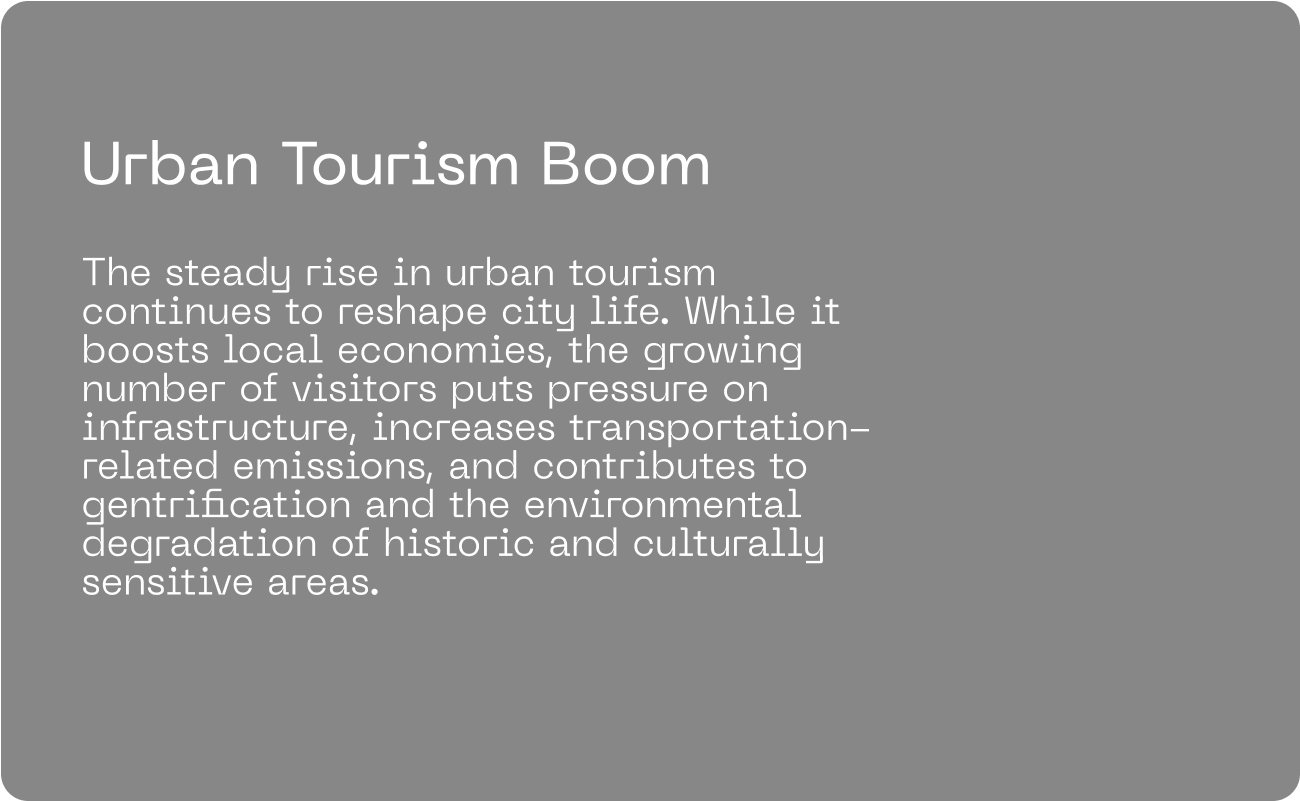 Urban Tourism Boom
The steady rise in urban tourism
continues to reshape city life. While it
boosts local economies, the growing
number of visitors puts pressure on
infrastructure, increases transportation-
related emissions, and contributes to
gentrification and the environmental
degradation of historic and culturally
sensitive areas.